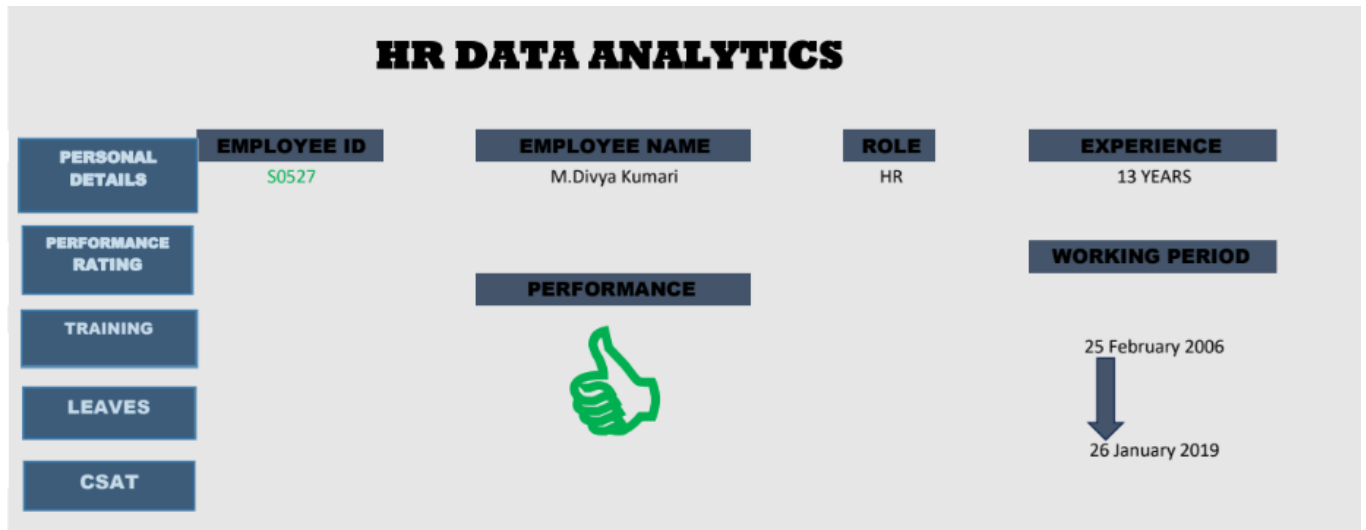 HR DATA ANALYTICS
PERSONAL
DETAILS
EMPLOYEE ID
S0527
EMPLOYEE NAME
M.Divya Kumari
ROLE
HR
EXPERIENCE
13 YEARS
PERFORMANCE
RATING
TRAINING
LEAVES
CSAT
PERFORMANCE
WORKING PERIOD
25 February 2006
26 January 2019